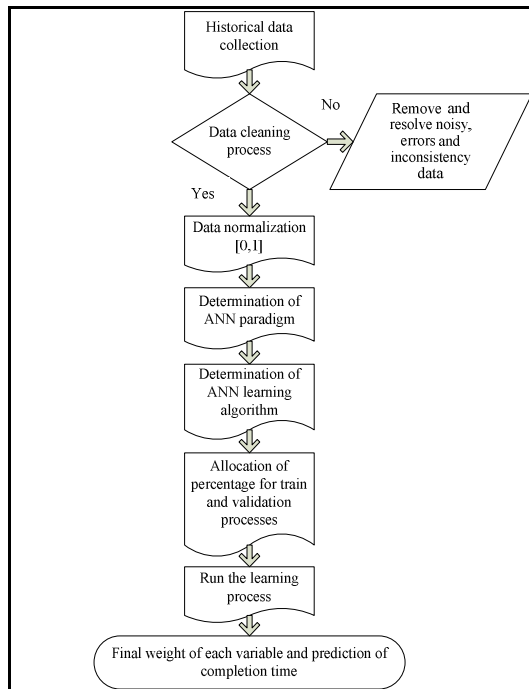 Historical data
collection
No
Data cleaning
process
Remove and
resolve noisy,
errors and
inconsistency
data
Yes
Data normalization
[0,1]
Determination of
ANN paradigm
Determination of
ANN learning
algorithm
Allocation of
percentage for train
and validation
processes
Run the learning
process
Final weight of each variable and prediction of
completion time